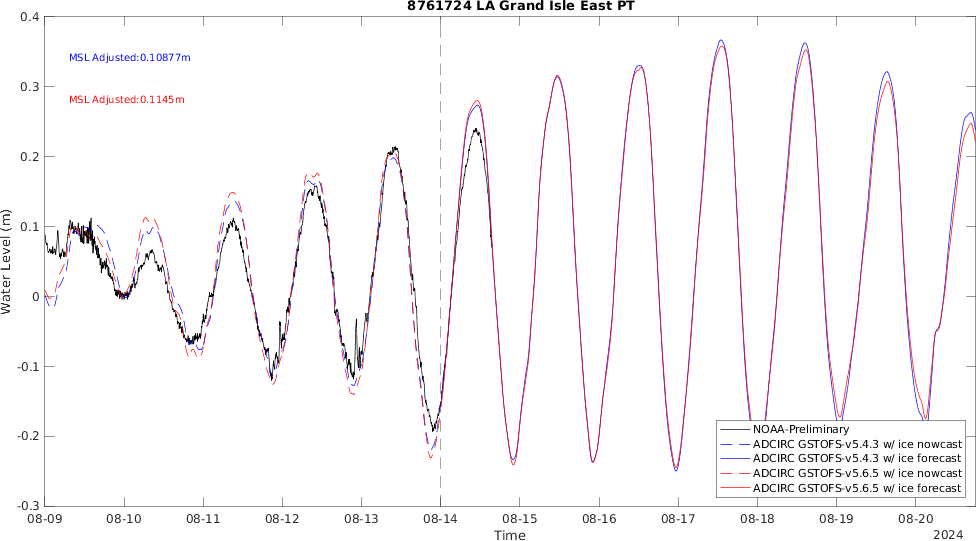 8761724 LA Grand Isle East PT
MSL Adjusted:0.10877m
MSL Adjusted:0.1145m
Water Level (m)
0.4
0.3
0.2
0.1
0
-0.1
-0.2
-0.3
NOAA-Preliminary
ADCIRC GSTOFS-v5.4.3 w/ ice nowcast
ADCIRC GSTOFS-v5.4.3 w/ ice forecast
ADCIRC GSTOFS-v5.6.5 w/ ice nowcast
ADCIRC GSTOFS-v5.6.5 w/ ice forecast
08-09 08-10 08-11 08-12 08-13 08-14 08-15 08-16 08-17 08-18 08-19 08-20
Time
2024